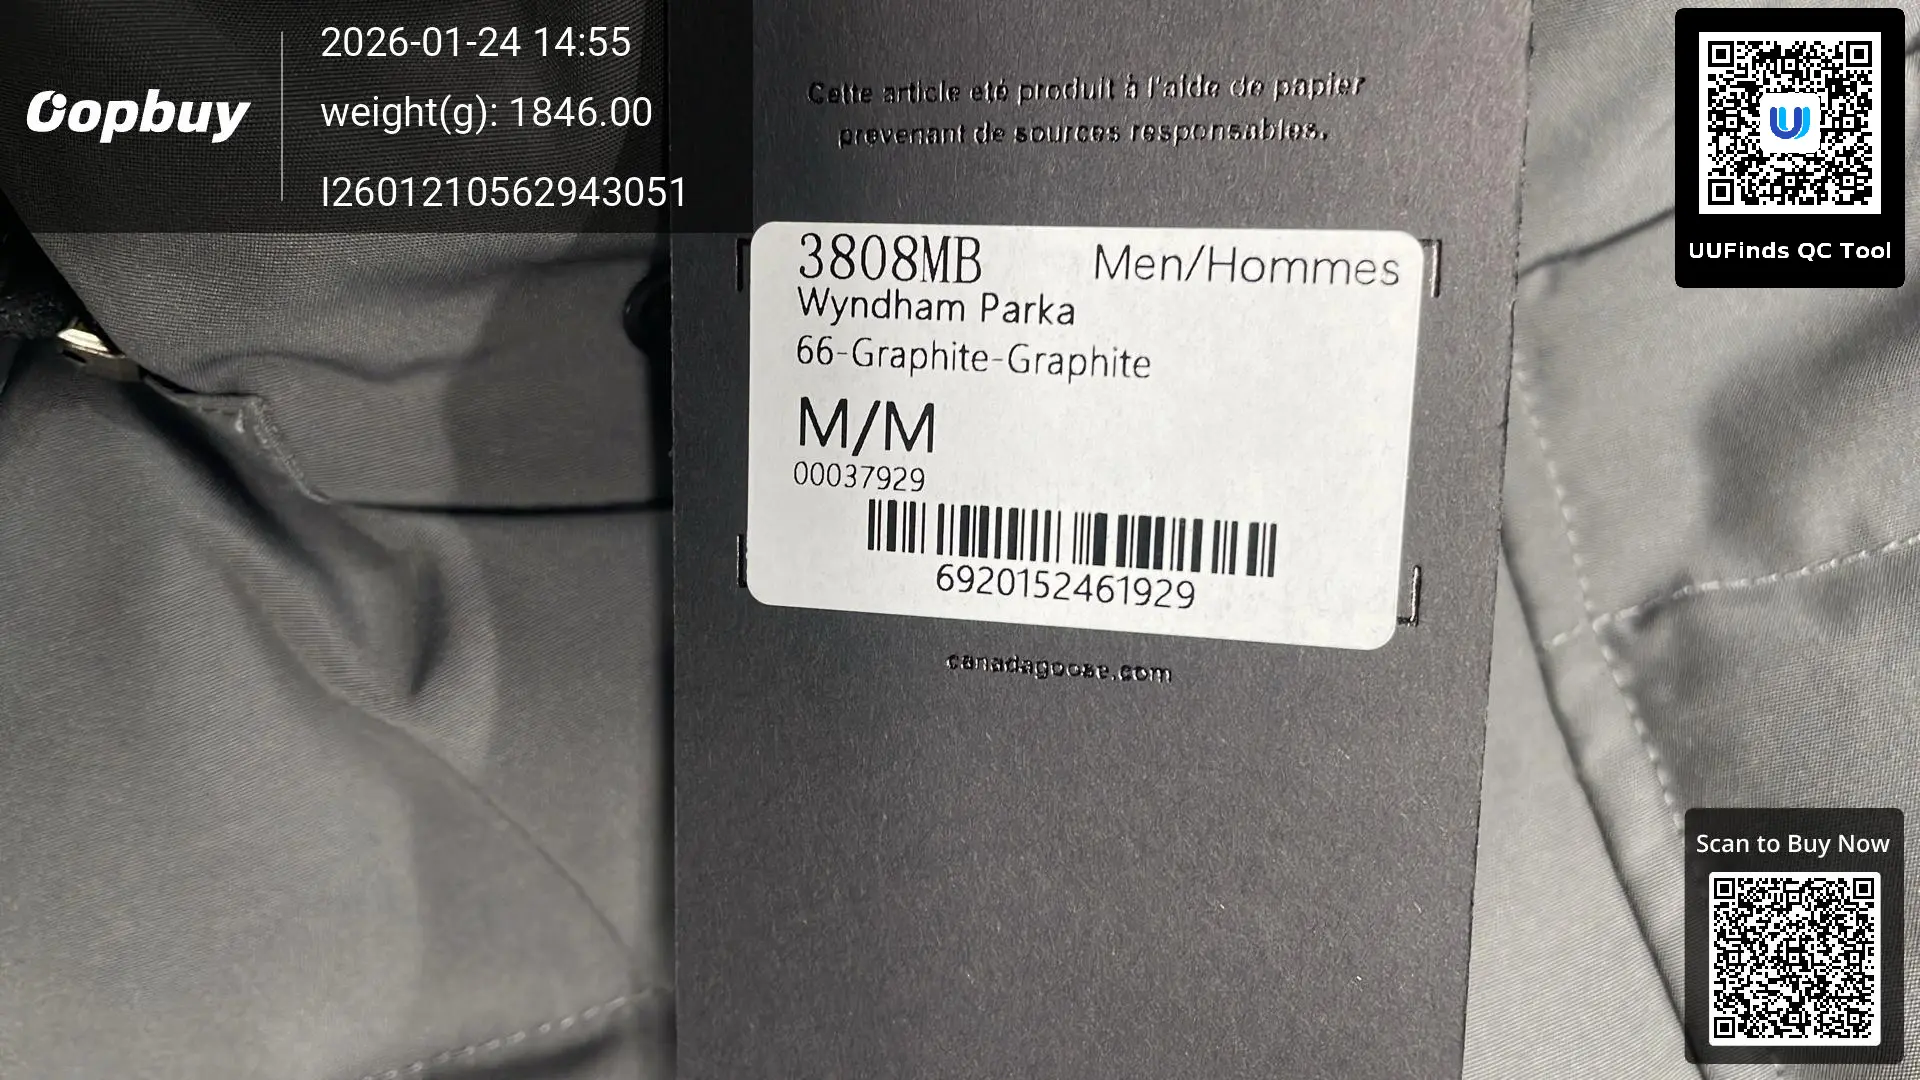 Oopbuy
2026-01-24 14:55
weight(g): 1846.00
I2601210562943051
Cette article eté produit à l'aide de papier
prevenant de sources responsables.
3808MB Men/Hommes
Wyndham Parka
66-Graphite-Graphite
M/M
00037929
6920152461929
canadagoose.com
UUFinds QC Tool
Scan to Buy Now